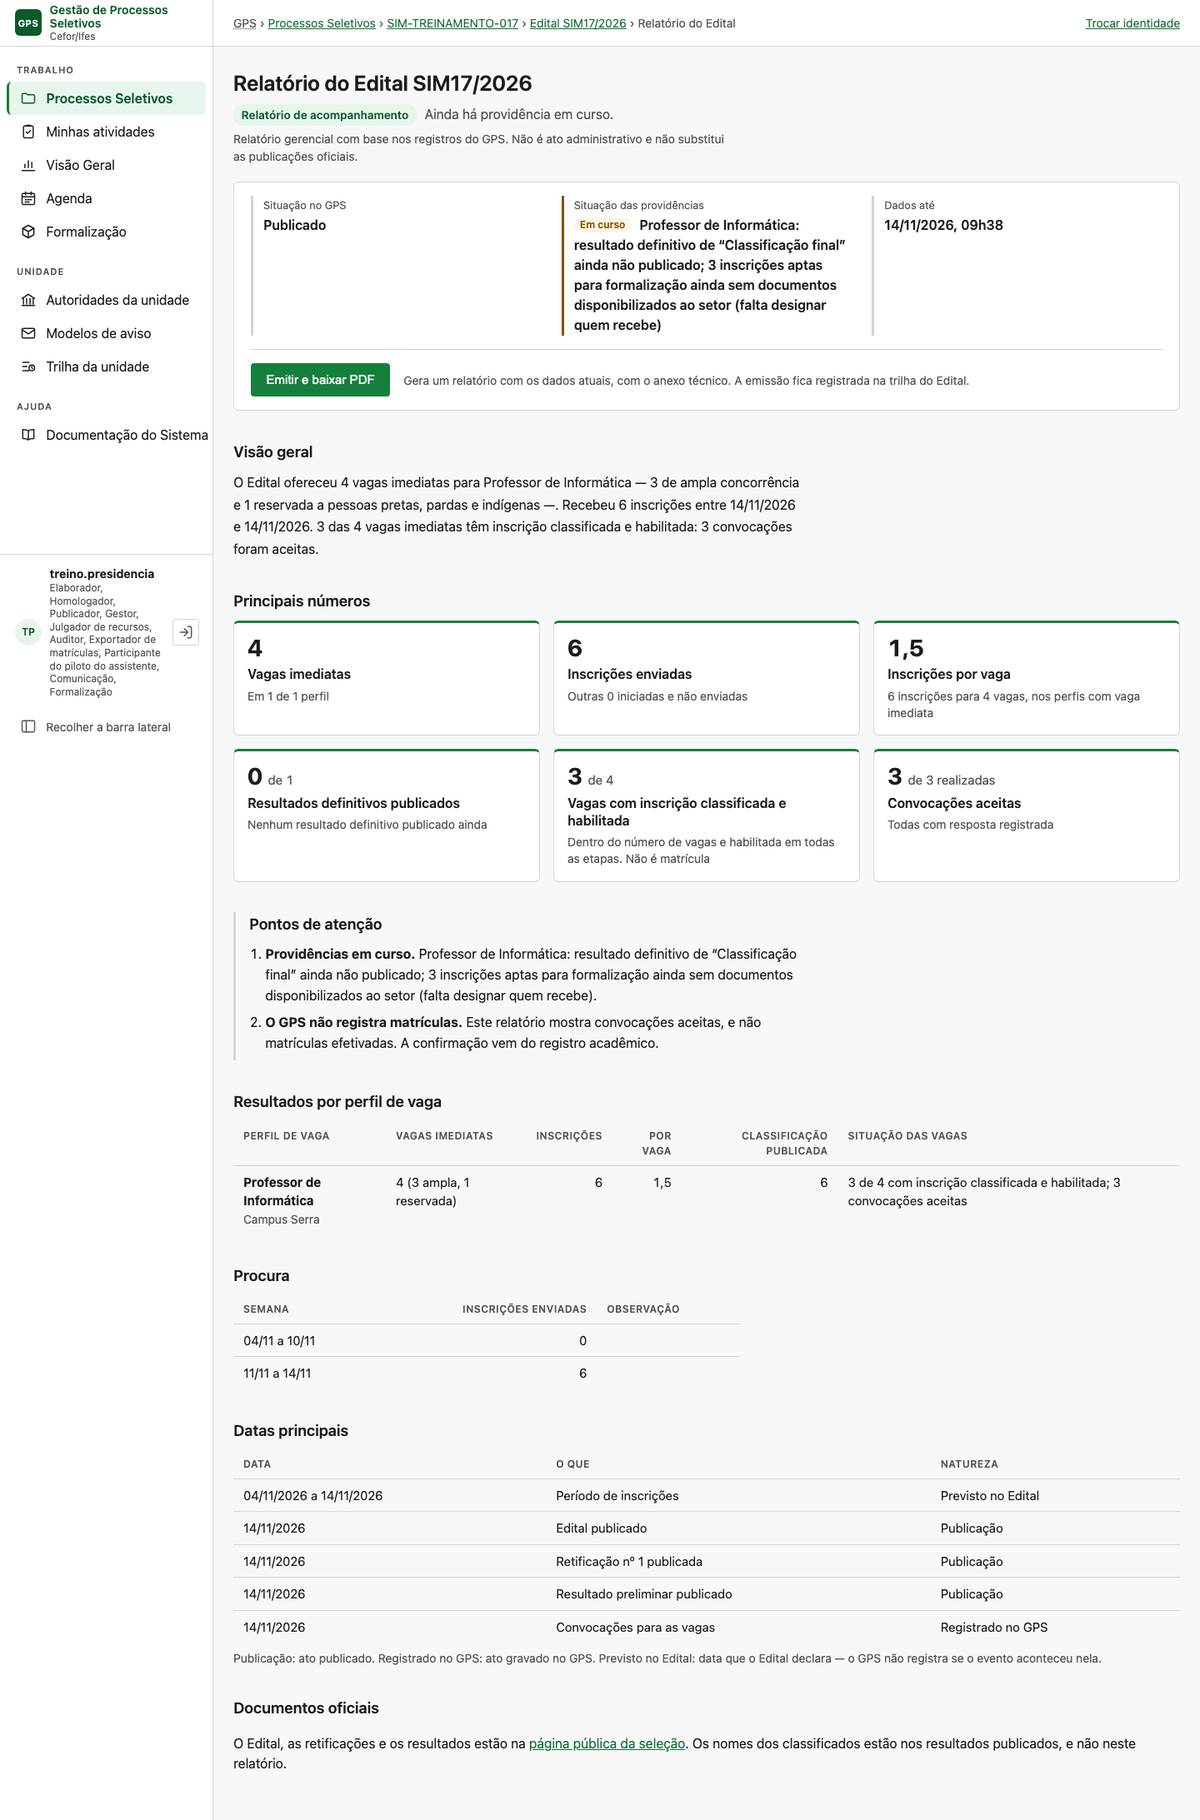 GPS
Gestão de Processos
Seletivos
Cefor/Ifes
GPS › Processos Seletivos › SIM-TREINAMENTO-017 › Edital SIM17/2026 › Relatório do Edital
Trocar identidade
TRABALHO
Processos Seletivos
Minhas atividades
Visão Geral
Agenda
Formalização
UNIDADE
Autoridades da unidade
Modelos de aviso
Trilha da unidade
AJUDA
Documentação do Sistema
TP
treino.presidencia
Elaborador,
Homologador,
Publicador, Gestor,
Julgador de recursos,
Auditor, Exportador de
matrículas, Participante
do piloto do assistente,
Comunicação,
Formalização
Recolher a barra lateral
Relatório do Edital SIM17/2026
Relatório de acompanhamento Ainda há providência em curso.
Relatório gerencial com base nos registros do GPS. Não é ato administrativo e não substitui
as publicações oficiais.
Situação no GPS
Publicado
Situação das providências
Em curso Professor de Informática:
resultado definitivo de “Classificação final”
ainda não publicado; 3 inscrições aptas
para formalização ainda sem documentos
disponibilizados ao setor (falta designar
quem recebe)
Dados até
14/11/2026, 09h38
Emitir e baixar PDF
Gera um relatório com os dados atuais, com o anexo técnico. A emissão fica registrada na trilha do Edital.
Visão geral
O Edital ofereceu 4 vagas imediatas para Professor de Informática — 3 de ampla concorrência
e 1 reservada a pessoas pretas, pardas e indígenas —. Recebeu 6 inscrições entre 14/11/2026
e 14/11/2026. 3 das 4 vagas imediatas têm inscrição classificada e habilitada: 3 convocações
foram aceitas.
Principais números
4
Vagas imediatas
Em 1 de 1 perfil
6
Inscrições enviadas
Outras 0 iniciadas e não enviadas
1,5
Inscrições por vaga
6 inscrições para 4 vagas, nos perfis com vaga
imediata
0 de 1
Resultados definitivos publicados
Nenhum resultado definitivo publicado ainda
3 de 4
Vagas com inscrição classificada e
habilitada
Dentro do número de vagas e habilitada em todas
as etapas. Não é matrícula
3 de 3 realizadas
Convocações aceitas
Todas com resposta registrada
Pontos de atenção
1. Providências em curso. Professor de Informática: resultado definitivo de “Classificação
final” ainda não publicado; 3 inscrições aptas para formalização ainda sem documentos
disponibilizados ao setor (falta designar quem recebe).
2. O GPS não registra matrículas. Este relatório mostra convocações aceitas, e não
matrículas efetivadas. A confirmação vem do registro acadêmico.
Resultados por perfil de vaga
PERFIL DE VAGA
VAGAS IMEDIATAS
INSCRIÇÕES
POR
VAGA
CLASSIFICAÇÃO
PUBLICADA
SITUAÇÃO DAS VAGAS
Professor de
Informática
Campus Serra
4 (3 ampla, 1
reservada)
6
1,5
6
3 de 4 com inscrição classificada e habilitada; 3
convocações aceitas
Procura
SEMANA INSCRIÇÕES ENVIADAS OBSERVAÇÃO
04/11 a 10/11 0
11/11 a 14/11 6
Datas principais
DATA O QUE NATUREZA
04/11/2026 a 14/11/2026 Período de inscrições Previsto no Edital
14/11/2026 Edital publicado Publicação
14/11/2026 Retificação nº 1 publicada Publicação
14/11/2026 Resultado preliminar publicado Publicação
14/11/2026 Convocações para as vagas Registrado no GPS
Publicação: ato publicado. Registrado no GPS: ato gravado no GPS. Previsto no Edital: data que o Edital declara — o GPS não registra se o evento aconteceu nela.
Documentos oficiais
O Edital, as retificações e os resultados estão na página pública da seleção. Os nomes dos classificados estão nos resultados publicados, e não neste
relatório.